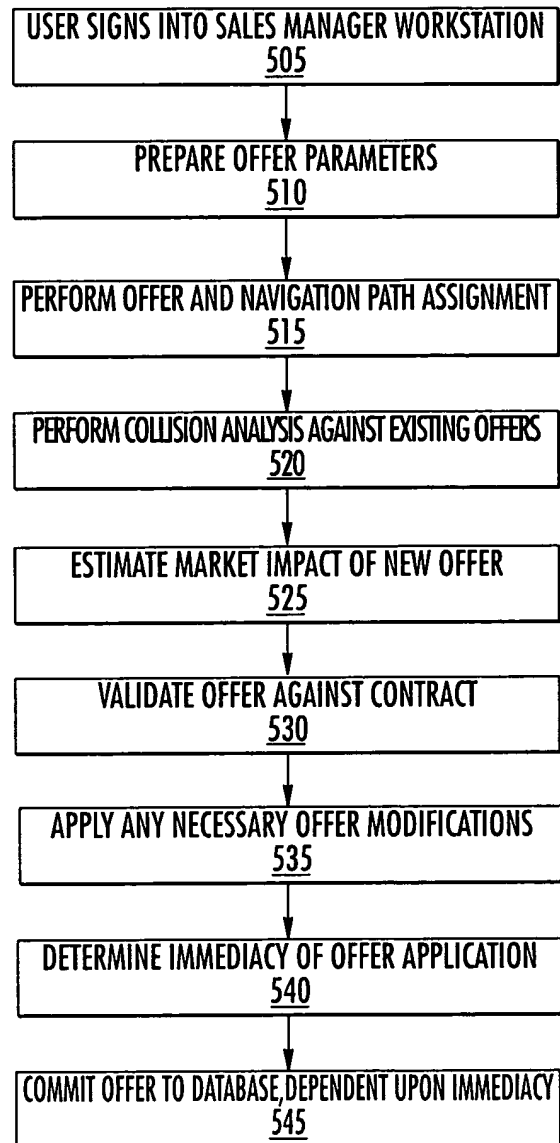 USER SIGNS INTO SALES MANAGER WORKSTATION
505
PREPARE OFFER PARAMETERS
510
PERFORM OFFER AND NAVIGATION PATH ASSIGNMENT
515
PERFORM COLLISION ANALYSIS AGAINST EXISTING OFFERS
520
ESTIMATE MARKET IMPACT OF NEW OFFER
525
VALIDATE OFFER AGAINST CONTRACT
530
APPLY ANY NECESSARY OFFER MODIFICATIONS
535
DETERMINE IMMEDIACY OF OFFER APPLICATION
540
COMMIT OFFER TO DATABASE,DEPENDENT UPON IMMEDIACY
545